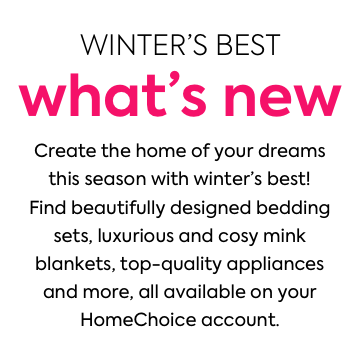 WINTER’S BEST
what’s new
Create the home of your dreams
this season with winter’s best!
Find beautifully designed bedding
sets, luxurious and cosy mink
blankets, top-quality appliances
and more, all available on your
HomeChoice account.